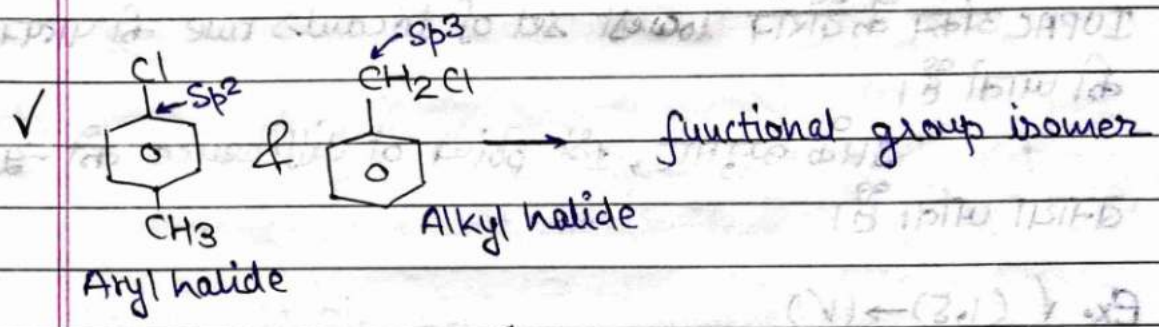 Cl
Sp²
CH3
Aryl halide
&
Sp³
CH2Cl
Alkyl halide
functional group isomer